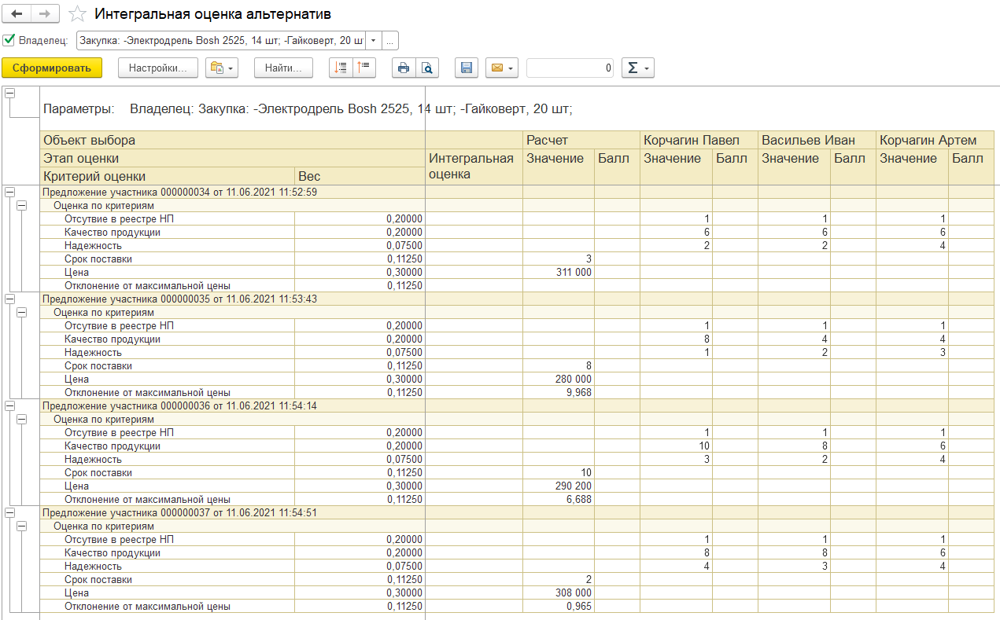 Интегральная оценка альтернатив
Владелец: Закупка: -Электродрель Bosh 2525, 14 шт; -Гайковерт, 20 ш ...
Сформировать Настройки... Найти... 0 Σ
Параметры: Владелец: Закупка: -Электродрель Bosh 2525, 14 шт; -Гайковерт, 20 шт;
Объект выбора Расчет Корчагин Павел Васильев Иван Корчагин Артем
Этап оценки Интегральная оценка Значение Балл Значение Балл Значение Балл Значение Балл
Критерий оценки Вес
Предложение участника 000000034 от 11.06.2021 11:52:59
Оценка по критериям
Отсутвие в реестре НП 0,20000 1 1 1
Качество продукции 0,20000 6 6 6
Надежность 0,07500 2 2 4
Срок поставки 0,11250 3
Цена 0,30000 311 000
Отклонение от максимальной цены 0,11250
Предложение участника 000000035 от 11.06.2021 11:53:43
Оценка по критериям
Отсутвие в реестре НП 0,20000 1 1 1
Качество продукции 0,20000 8 4 4
Надежность 0,07500 1 2 3
Срок поставки 0,11250 8
Цена 0,30000 280 000
Отклонение от максимальной цены 0,11250 9,968
Предложение участника 000000036 от 11.06.2021 11:54:14
Оценка по критериям
Отсутвие в реестре НП 0,20000 1 1 1
Качество продукции 0,20000 10 8 6
Надежность 0,07500 3 2 4
Срок поставки 0,11250 10
Цена 0,30000 290 200
Отклонение от максимальной цены 0,11250 6,688
Предложение участника 000000037 от 11.06.2021 11:54:51
Оценка по критериям
Отсутвие в реестре НП 0,20000 1 1 1
Качество продукции 0,20000 8 8 6
Надежность 0,07500 4 3 4
Срок поставки 0,11250 2
Цена 0,30000 308 000
Отклонение от максимальной цены 0,11250 0,965